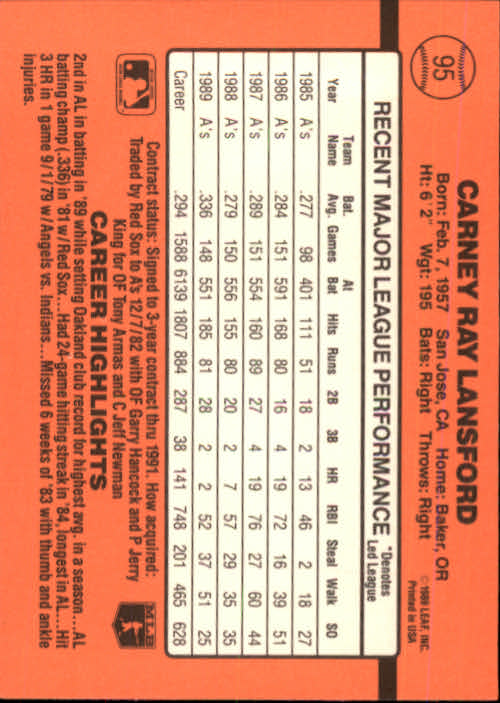 95
CARNEY RAY LANSFORD
Born: Feb. 7, 1957 San Jose, CA Home: Baker, OR
Ht: 6' 2" Wgt: 195 Bats: Right Throws: Right
©1989 LEAF, INC.
Printed in USA
RECENT MAJOR LEAGUE PERFORMANCE *Denotes Led League
Year Team Name Bat. Avg. Games At Bat Hits Runs 2B 3B HR RBI Steal Walk SO
1985 A's .277 98 401 111 51 18 2 13 46 2 18 27
1986 A's .284 151 591 168 80 16 4 19 72 16 39 51
1987 A's .289 151 554 160 89 27 4 19 76 27 60 44
1988 A's .279 150 556 155 80 20 2 7 57 29 35 35
1989 A's .336 148 551 185 81 28 2 2 52 37 51 25
Career .294 1588 6139 1807 884 287 38 141 748 201 465 628
Contract status: Signed to 3-year contract thru 1991. How acquired:
Traded by Red Sox to A's 12/7/82 with OF Garry Hancock and P Jerry
King for OF Tony Armas and C Jeff Newman
MLB
CAREER HIGHLIGHTS
2nd in AL in batting in '89 while setting Oakland club record for highest avg. in a season...AL
batting champ (.336) in '81 w/Red Sox...Had 24-game hitting streak in '84, longest in AL...Hit
3 HR in 1 game 9/1/79 w/Angels vs. Indians...Missed 6 weeks of '83 with thumb and ankle
injuries.